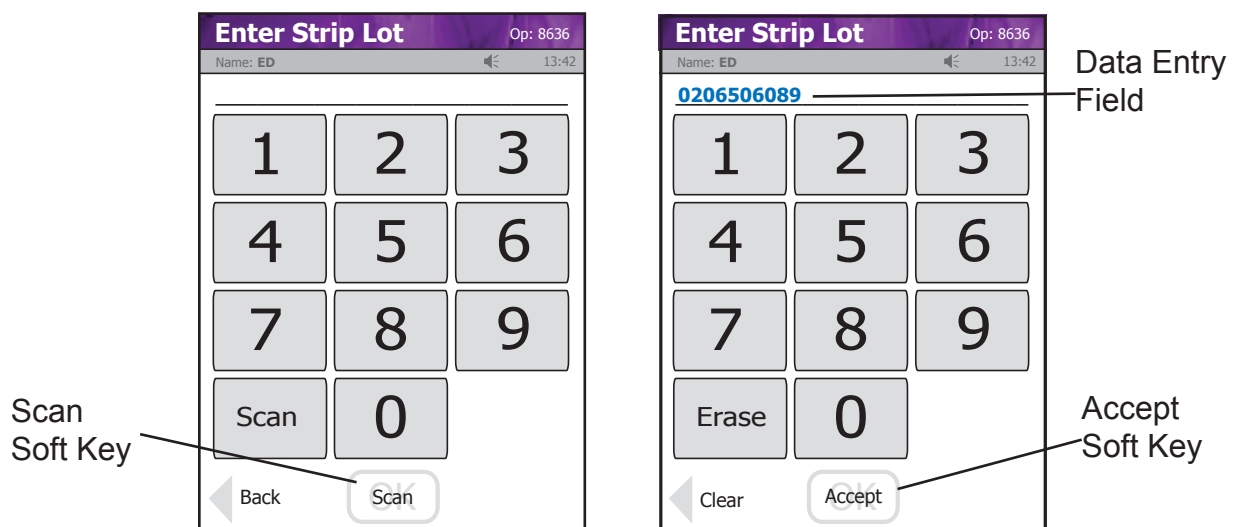 Enter Strip Lot Op: 8636
Name: ED 13:42
1 2 3
4 5 6
7 8 9
Scan 0
Back OK Scan
Scan
Soft Key
Enter Strip Lot Op: 8636
Name: ED 13:42
0206506089
1 2 3
4 5 6
7 8 9
Erase 0
Clear OK Accept
Data Entry
Field
Accept
Soft Key